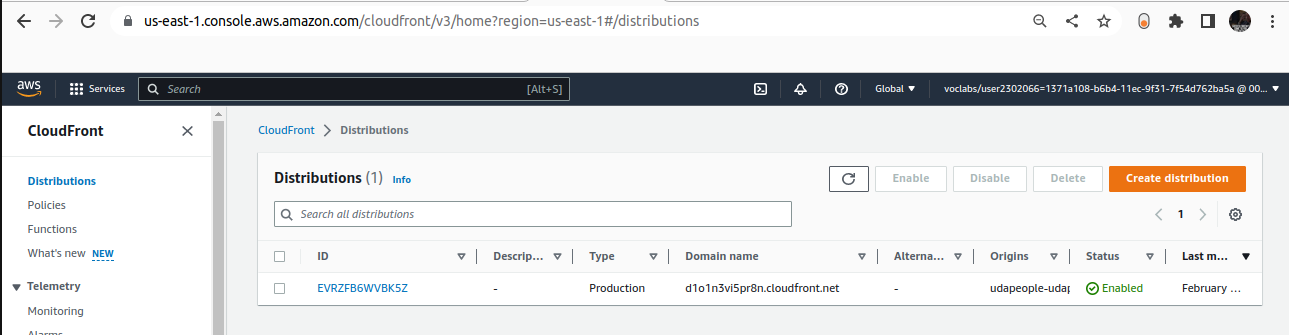 us-east-1.console.aws.amazon.com/cloudfront/v3/home?region=us-east-1#/distributions
aws Services Search [Alt+S] Global voclabs/user2302066=1371a108-b6b4-11ec-9f31-7f54d762ba5a @ 00...
CloudFront
Distributions
Policies
Functions
What's new NEW
Telemetry
Monitoring
Alarms
CloudFront Distributions
Distributions (1) Info Enable Disable Delete Create distribution
Search all distributions 1
ID Descrip... Type Domain name Alterna... Origins Status Last m...
EVRZFB6WVBK5Z - Production d1o1n3vi5pr8n.cloudfront.net - udapeople-udap Enabled February ...